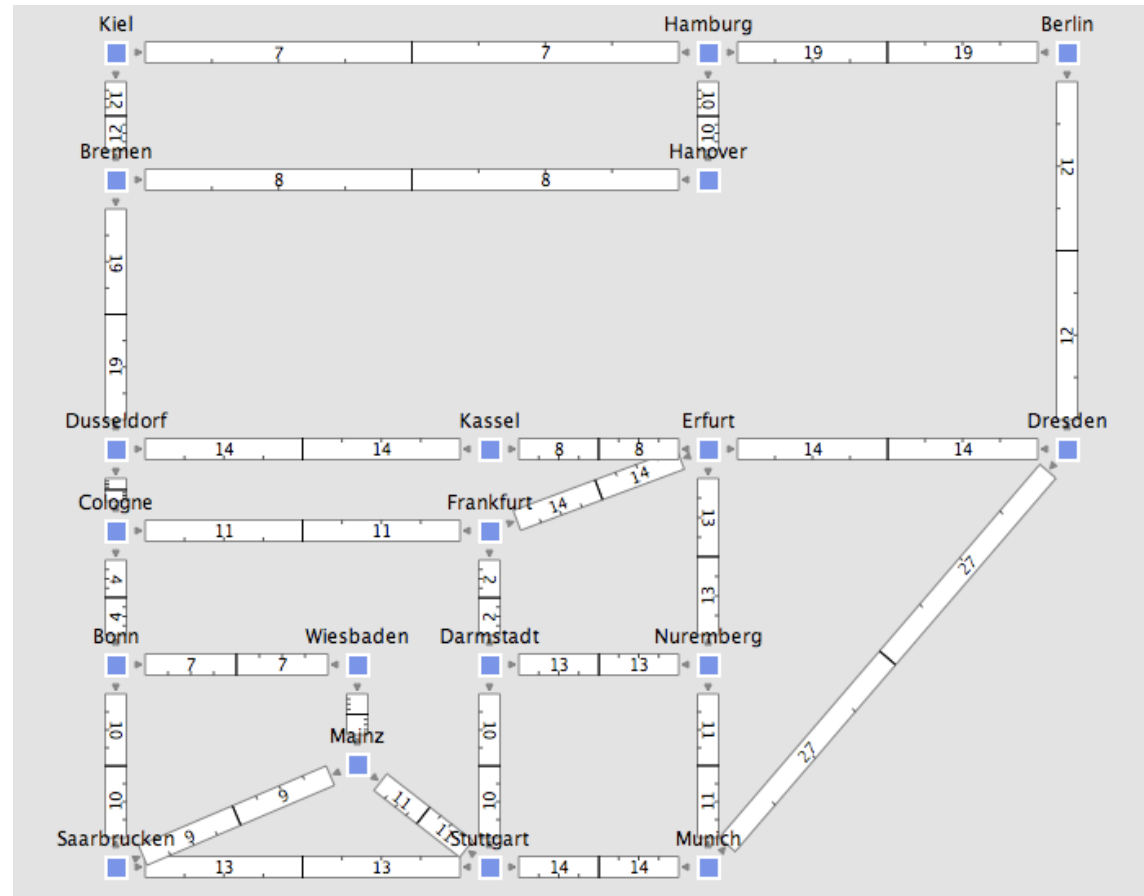 Kiel Hamburg Berlin
7 7 19 19
12 10
12 10
12
Bremen Hanover
8 8
19
12
19
Dusseldorf Kassel Erfurt Dresden
14 14 8 8 14 14
14 14
Cologne Frankfurt
13
11 11
27
4 2
13
4 2
Bonn Wiesbaden Darmstadt Nuremberg
7 7 13 13
10 10 11
Mainz
27
9 11 11
10 10 11
9
Saarbrucken Stuttgart Munich
13 13 14 14